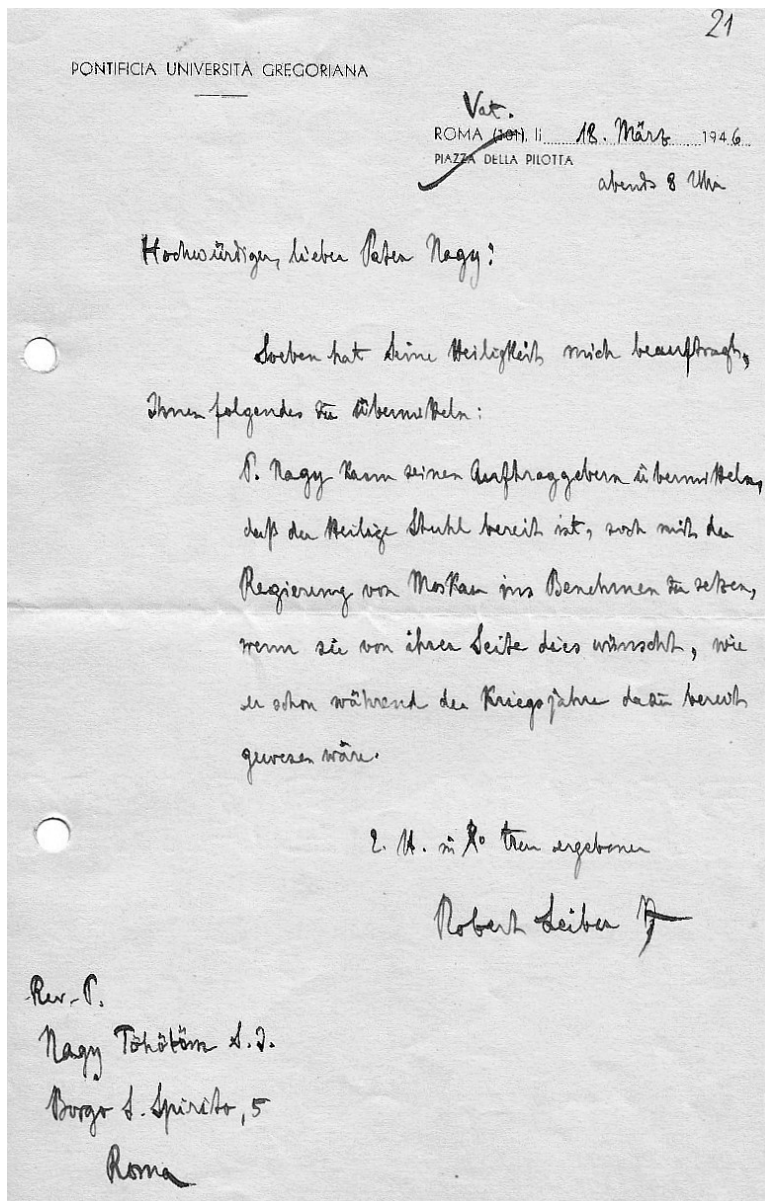 21
PONTIFICIA UNIVERSITÀ GREGORIANA
Vat.
ROMA (101), li 18. März 1946
PIAZZA DELLA PILOTTA
abends 8 Uhr
Hochwürdiger, lieber Pater Nagy!
Soeben hat Seine Heiligkeit mich beauftragt,
Ihnen folgendes zu übermitteln:
P. Nagy kann seinen Auftraggebern übermitteln,
daß der Heilige Stuhl bereit ist, sich mit der
Regierung von Moskau ins Benehmen zu setzen,
wenn sie von ihrer Seite dies wünscht, wie
er schon während der Kriegsjahre dazu bereit
gewesen wäre.
E. H. in Xo treu ergebener
Robert Leiber SJ
Rev. P.
Nagy Töhötöm S.J.
Borgo S. Spirito, 5
Roma